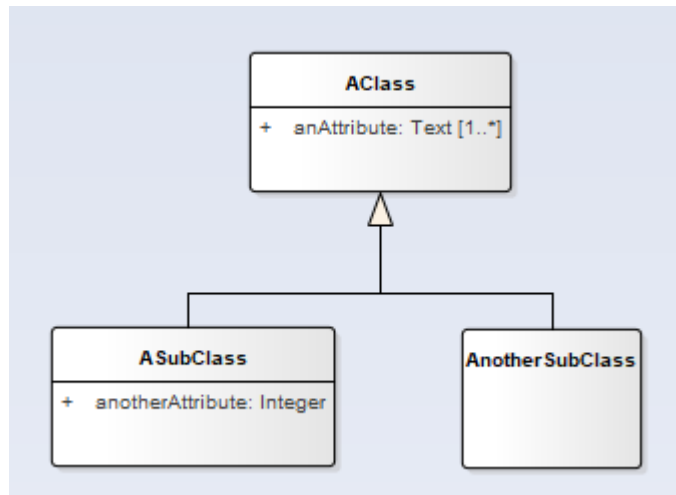 AClass
+ anAttribute: Text [1..*]
ASubClass
+ anotherAttribute: Integer
AnotherSubClass